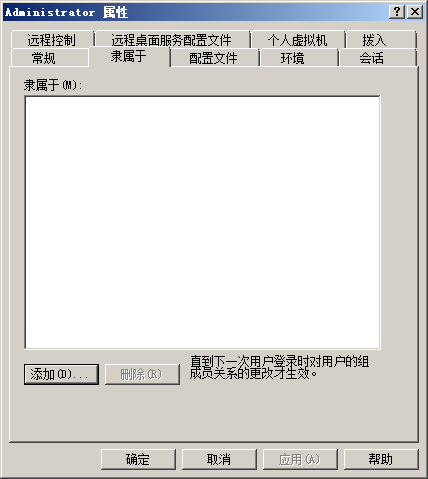 Administrator 属性
远程控制 远程桌面服务配置文件 个人虚拟机 拨入
常规 隶属于 配置文件 环境 会话
隶属于(M):
添加(D)... 删除(R) 直到下一次用户登录时对用户的组
成员关系的更改才生效。
确定 取消 应用(A) 帮助